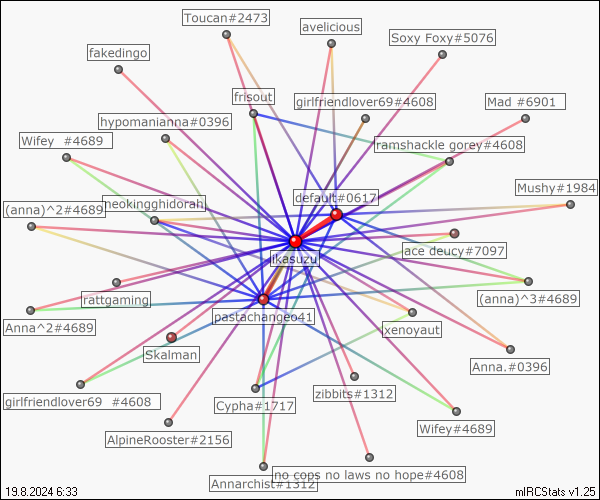 Toucan#2473
avelicious
Soxy Foxy#5076
fakedingo
frisout
girlfriendlover69#4608
Mad #6901
hypomanianna#0396
Wifey  #4689
ramshackle gorey#4608
Mushy#1984
default#0617
neokingghidorah
(anna)^2#4689
ace deucy#7097
ikasuzu
rattgaming
(anna)^3#4689
pastachangeo41
Anna^2#4689
xenoyaut
Skalman
Anna.#0396
zibbits#1312
girlfriendlover69  #4608
Cypha#1717
Wifey#4689
AlpineRooster#2156
no cops no laws no hope#4608
Annarchist#1312
19.8.2024 6:33
mIRCStats v1.25